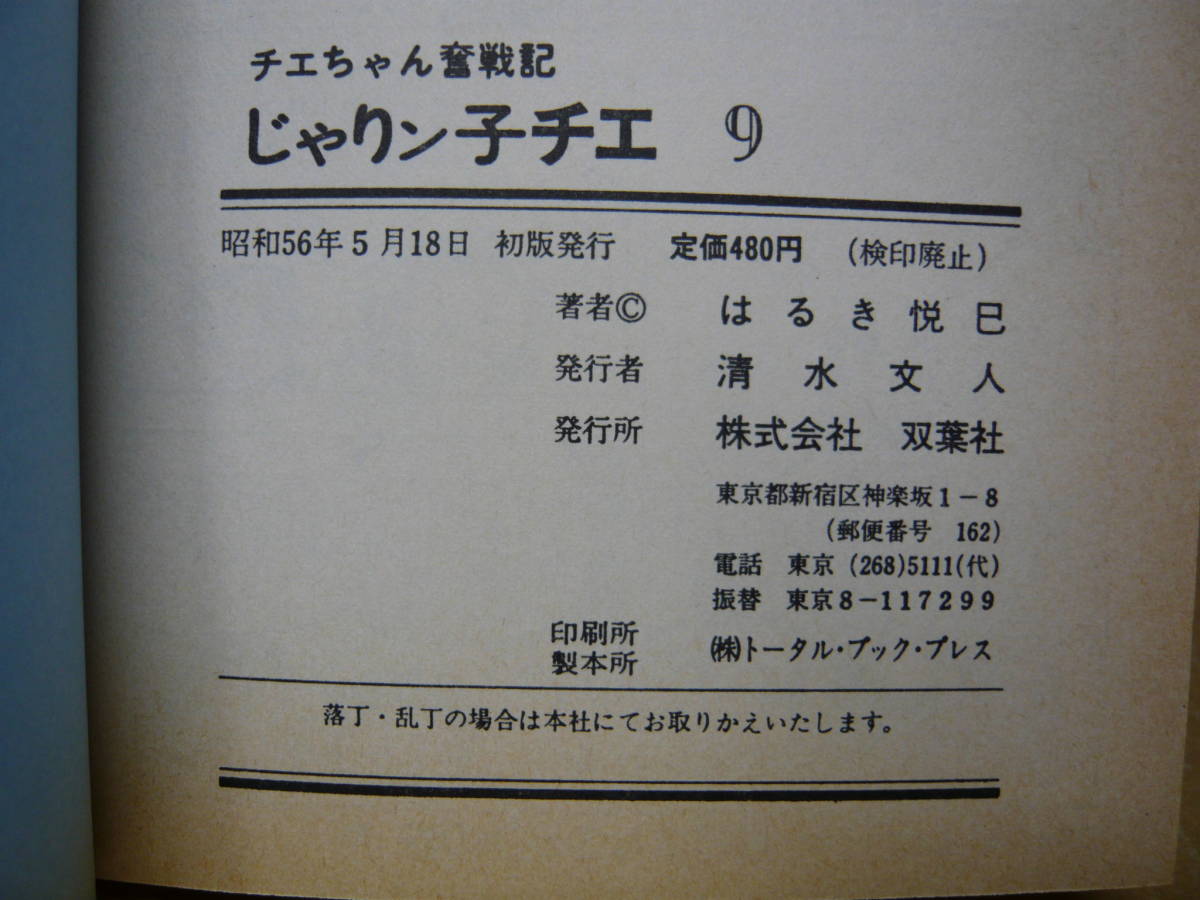 チエちゃん奮戦記
じゃりン子チエ 9
昭和56年5月18日 初版発行 定価480円 (検印廃止)
著者© はるき悦巳
発行者 清水文人
発行所 株式会社 双葉社
東京都新宿区神楽坂1-8
(郵便番号 162)
電話 東京 (268)5111(代)
振替 東京8-117299
印刷所
製本所 ㈱トータル・ブック・プレス
落丁・乱丁の場合は本社にてお取りかえいたします。